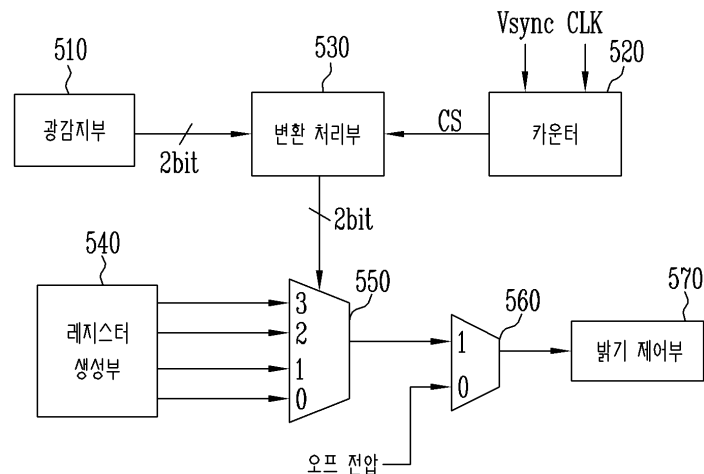 Vsync CLK
510
530
520
광감지부
2bit
변환 처리부
CS
카운터
2bit
540
550
560
570
레지스터
생성부
3
2
1
0
1
0
밝기 제어부
오프 전압